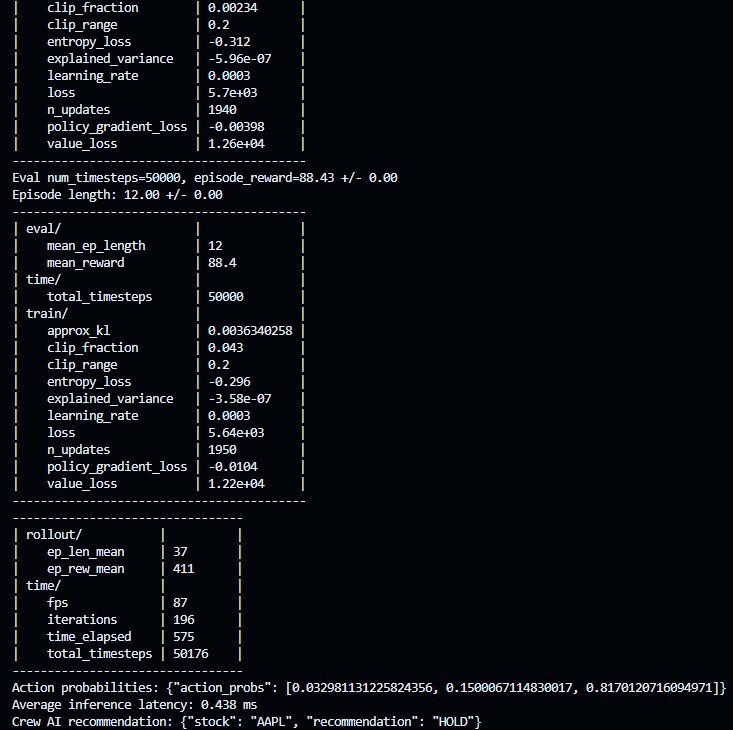 |    clip_fraction        | 0.00234      |
|    clip_range           | 0.2          |
|    entropy_loss         | -0.312       |
|    explained_variance   | -5.96e-07    |
|    learning_rate        | 0.0003       |
|    loss                 | 5.7e+03      |
|    n_updates            | 1940         |
|    policy_gradient_loss | -0.00398     |
|    value_loss           | 1.26e+04     |
------------------------------------------
Eval num_timesteps=50000, episode_reward=88.43 +/- 0.00
Episode length: 12.00 +/- 0.00
------------------------------------------
| eval/                   |              |
|    mean_ep_length       | 12           |
|    mean_reward          | 88.4         |
| time/                   |              |
|    total_timesteps      | 50000        |
| train/                  |              |
|    approx_kl            | 0.0036340258 |
|    clip_fraction        | 0.043        |
|    clip_range           | 0.2          |
|    entropy_loss         | -0.296       |
|    explained_variance   | -3.58e-07    |
|    learning_rate        | 0.0003       |
|    loss                 | 5.64e+03     |
|    n_updates            | 1950         |
|    policy_gradient_loss | -0.0104      |
|    value_loss           | 1.22e+04     |
------------------------------------------
---------------------------------
| rollout/           |          |
|    ep_len_mean     | 37       |
|    ep_rew_mean     | 411      |
| time/              |          |
|    fps             | 87       |
|    iterations      | 196      |
|    time_elapsed    | 575      |
|    total_timesteps | 50176    |
---------------------------------
Action probabilities: {"action_probs": [0.032981131225824356, 0.1500067114830017, 0.8170120716094971]}
Average inference latency: 0.438 ms
Crew AI recommendation: {"stock": "AAPL", "recommendation": "HOLD"}